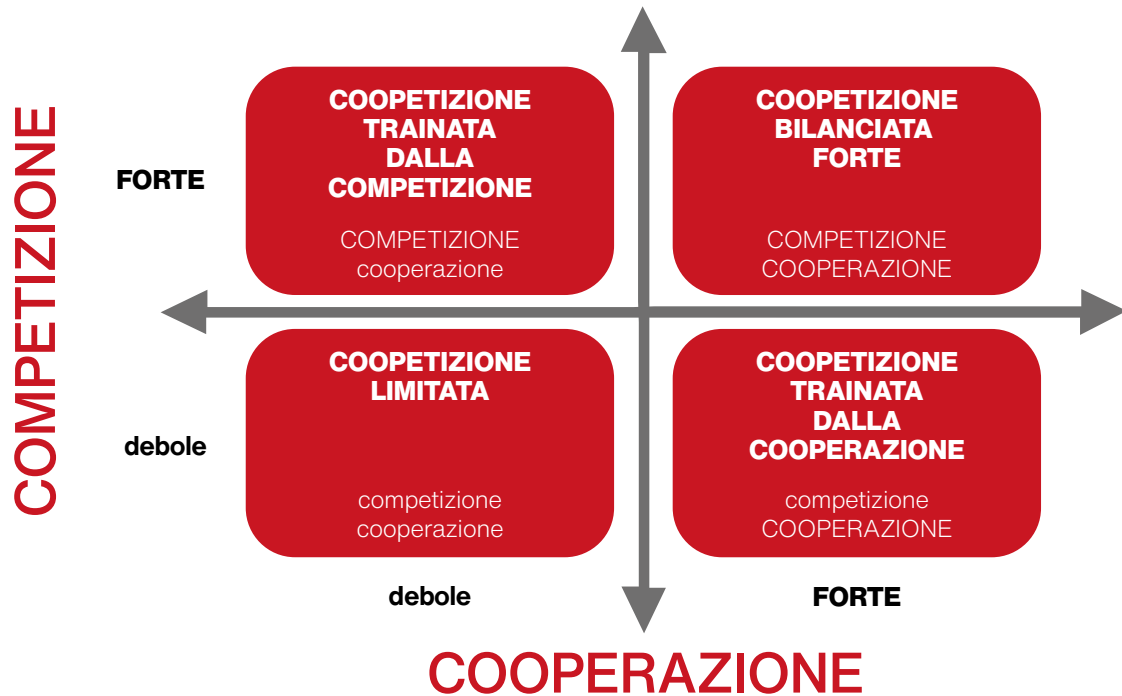 COMPETIZIONE
FORTE
COOPETIZIONE
TRAINATA
DALLA
COMPETIZIONE
COMPETIZIONE
cooperazione
COOPETIZIONE
BILANCIATA
FORTE
COMPETIZIONE
COOPERAZIONE
debole
COOPETIZIONE
LIMITATA
competizione
cooperazione
COOPETIZIONE
TRAINATA
DALLA
COOPERAZIONE
competizione
COOPERAZIONE
debole
FORTE
COOPERAZIONE